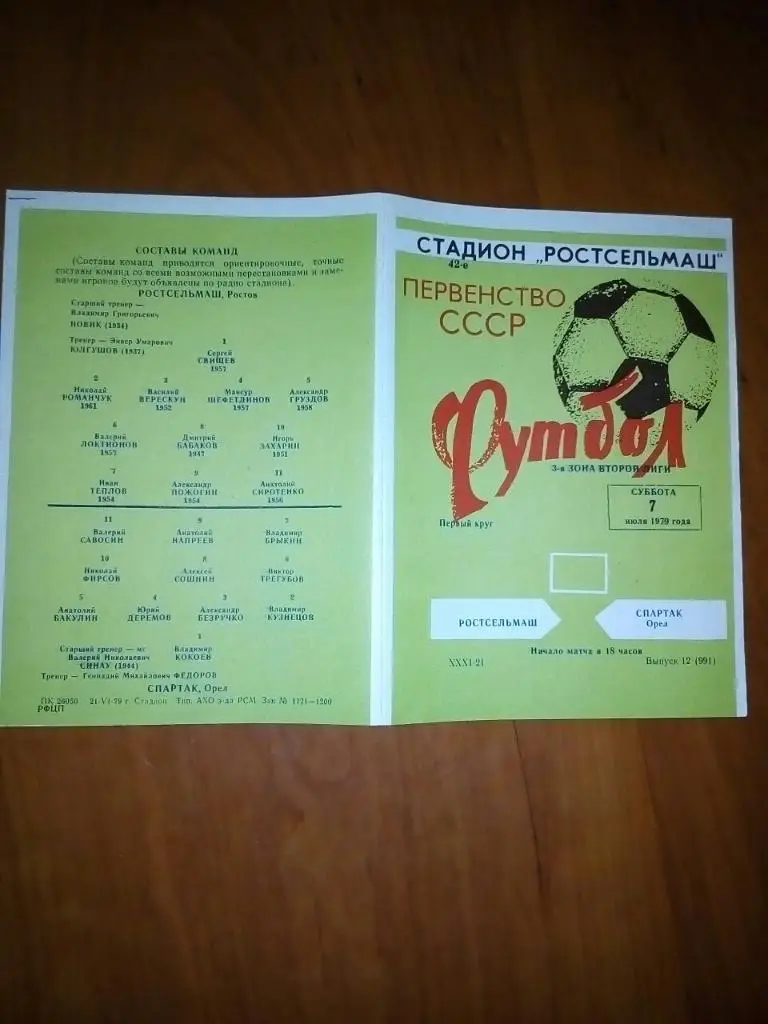 СОСТАВЫ КОМАНД
(Составы команд приводятся ориентировочные, точные
составы команд со всеми возможными перестановками и заме-
нами игроков будут объявлены по радио стадиона).
РОСТСЕЛЬМАШ, Ростов
Старший тренер —
Владимир Григорьевич
НОВИК (1934)
Тренер — Энвер Умарович
ЮЛГУШОВ (1937)
1
Сергей
СВИЩЕВ
1957
2 3 4 5
Николай Василий Мансур Александр
РОМАНЧУК ВЕРЕСКУН ШЕФЕТДИНОВ ГРУЗДОВ
1961 1952 1957 1958
6 8 10
Валерий Дмитрий Игорь
ЛОКТИОНОВ БАБАКОВ ЗАХАРИН
1957 1947 1951
7 9 11
Иван Александр Анатолий
ТЕПЛОВ ПОЖОГИН СИРОТЕНКО
1954 1954 1956
11 9 7
Валерий Анатолий Владимир
САВОСИН НАПРЕЕВ БРЫКИН
10 8 6
Николай Алексей Виктор
ФИРСОВ СОШНИН ТРЕГУБОВ
5 4 3 2
Анатолий Юрий Александр Владимир
БАКУЛИН ДЕРЕМОВ БЕЗРУЧКО КУЗНЕЦОВ
1
Старший тренер — мс Владимир
Валерий Николаевич КОКОЕВ
СИНАУ (1944)
Тренер — Геннадий Михайлович ФЕДОРОВ
СПАРТАК, Орел
ПК 26050 21-VI-79 г. Стадион Тип. АХО з-да РСМ Зак № 1171—1200
РФЦП
СТАДИОН „РОСТСЕЛЬМАШ"
42-е
ПЕРВЕНСТВО
СССР
Футбол
3-я ЗОНА ВТОРОЙ ЛИГИ
СУББОТА
7
июля 1979 года
Первый круг
РОСТСЕЛЬМАШ
СПАРТАК
Орел
Начало матча в 18 часов
XXXI-21 Выпуск 12 (991)